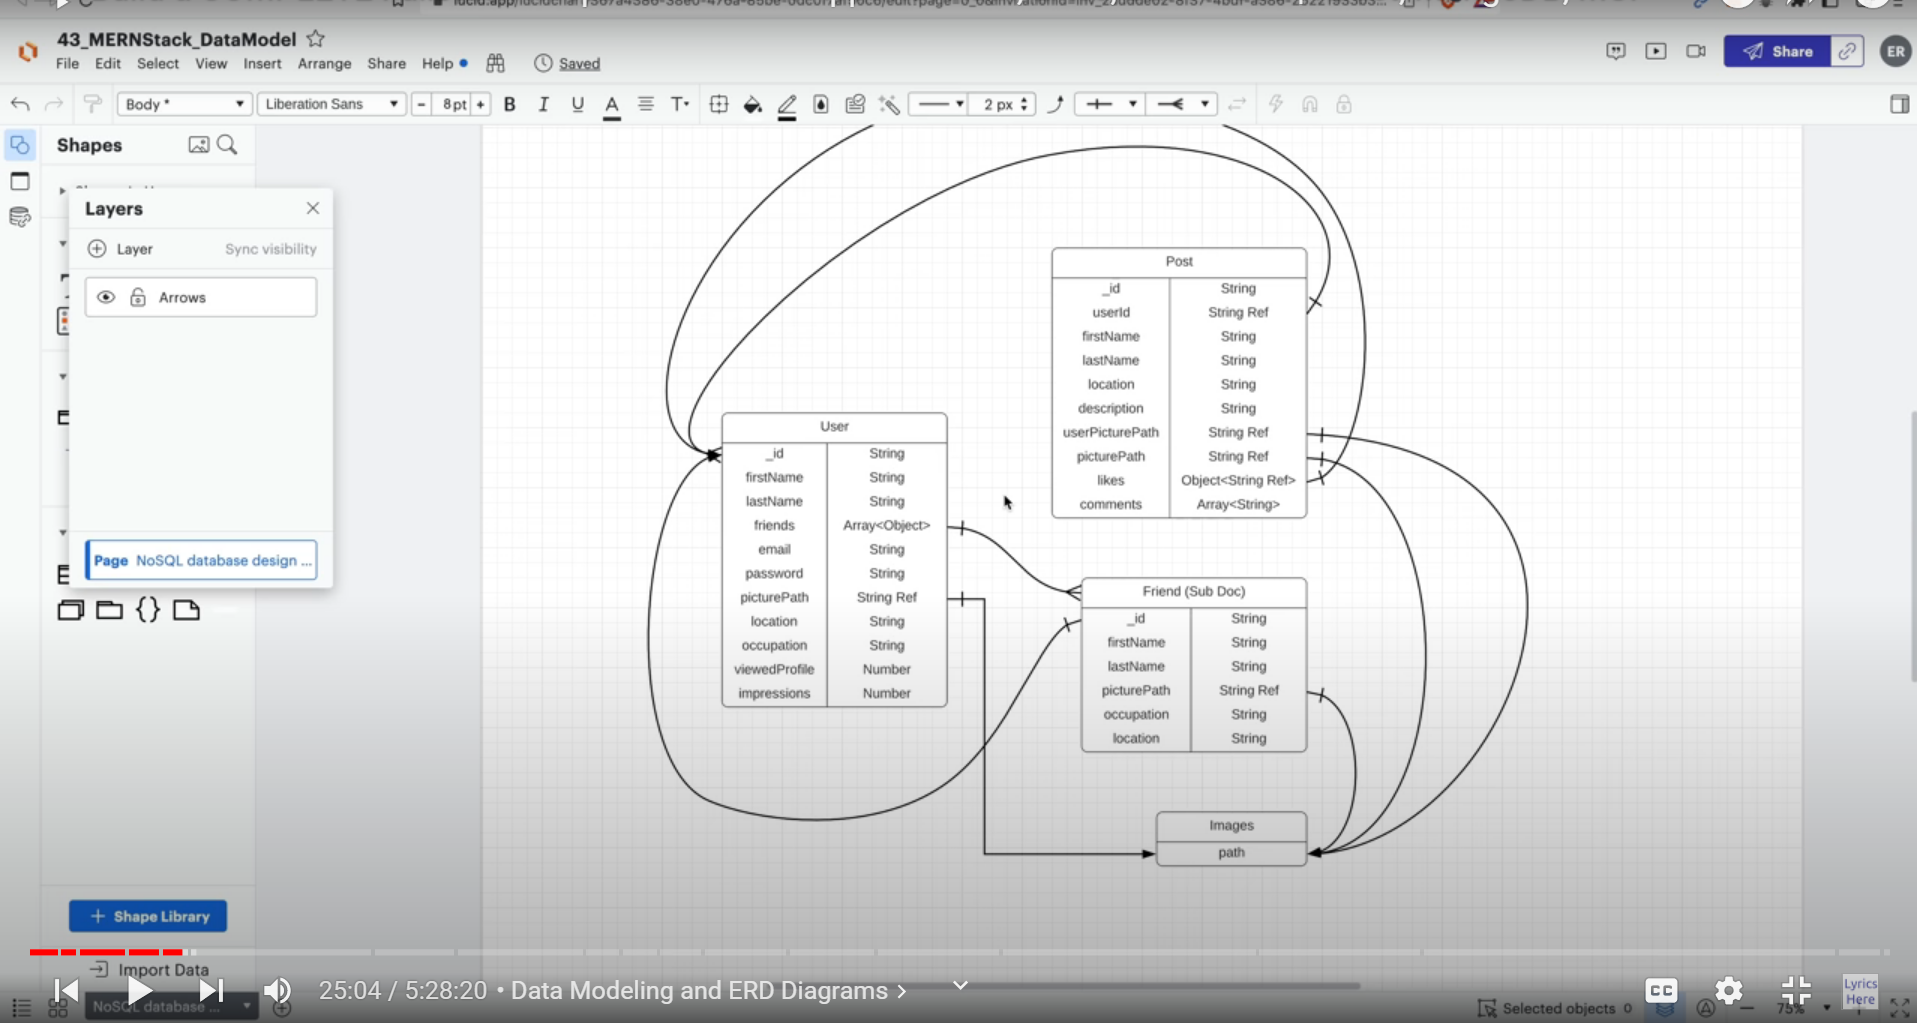 43_MERNStack_DataModel
File Edit Select View Insert Arrange Share Help
Saved
Share
ER
Body *
Liberation Sans
- 8 pt +
B I U A T
2 px
Shapes
Layers
Layer Sync visibility
Arrows
Page NoSQL database design ...
Post
_id String
userId String Ref
firstName String
lastName String
location String
description String
userPicturePath String Ref
picturePath String Ref
likes Object<String Ref>
comments Array<String>
User
_id String
firstName String
lastName String
friends Array<Object>
email String
password String
picturePath String Ref
location String
occupation String
viewedProfile Number
impressions Number
Friend (Sub Doc)
_id String
firstName String
lastName String
picturePath String Ref
occupation String
location String
Images
path
{}
+ Shape Library
Import Data
25:04 / 5:28:20 • Data Modeling and ERD Diagrams
CC
Lyrics
Here
NoSQL database ...
Selected objects 0
75%